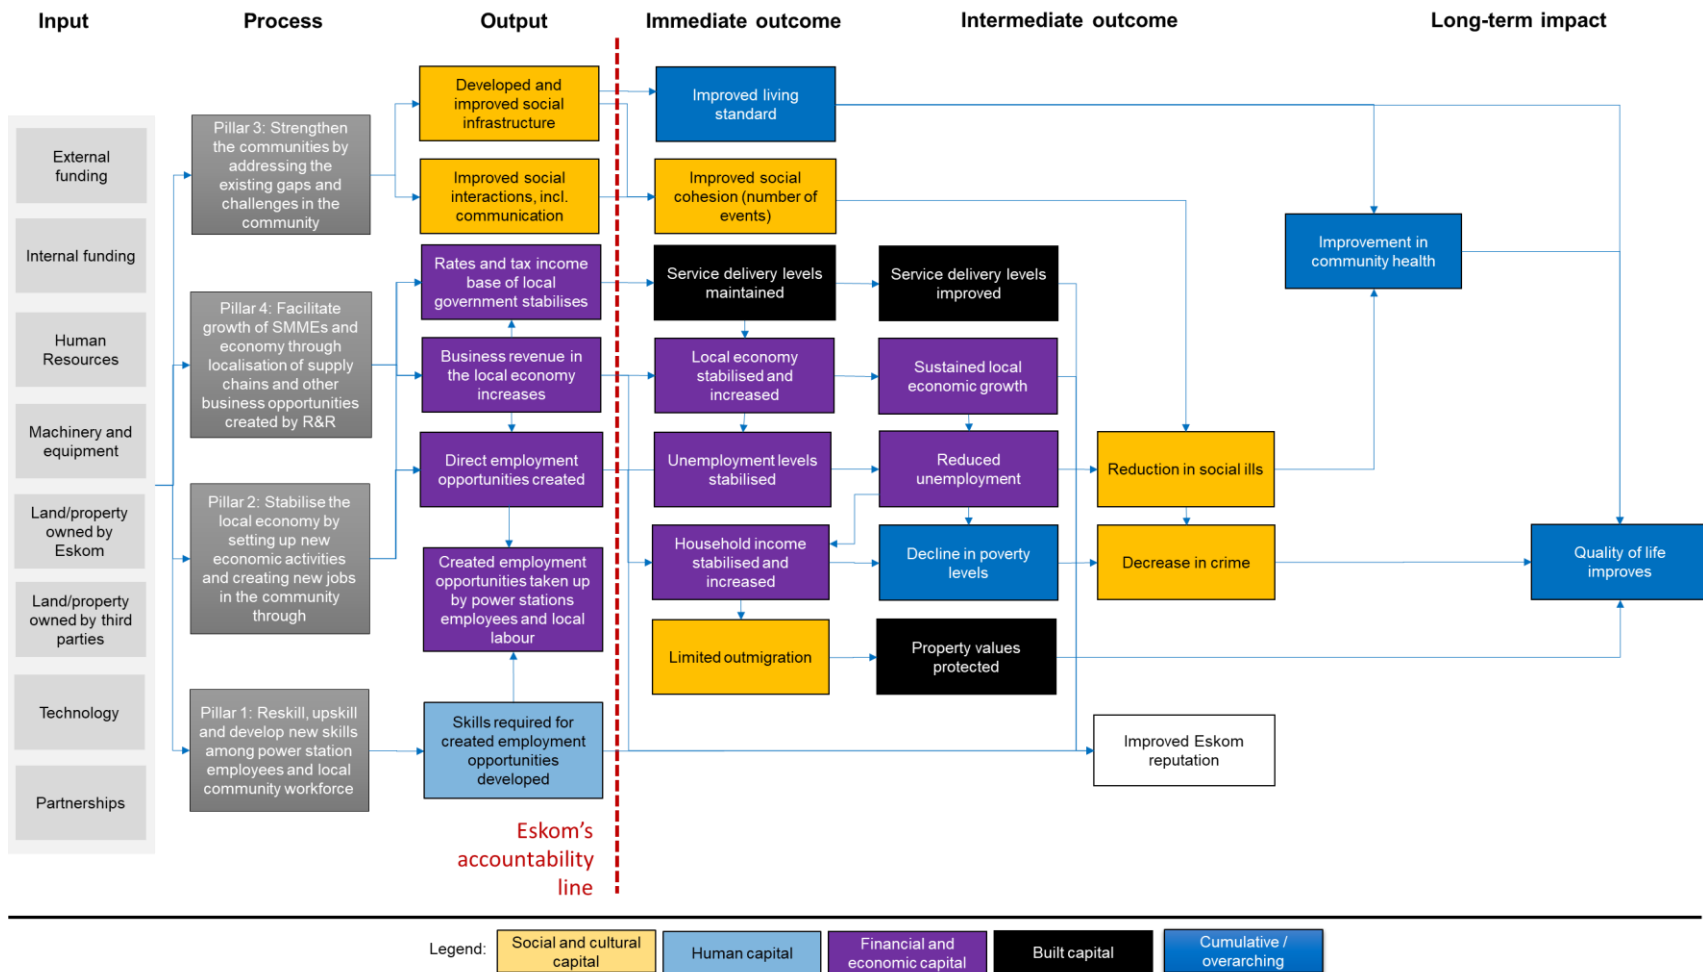 Input
Process
Output
Immediate outcome
Intermediate outcome
Long-term impact
External
funding
Internal funding
Human
Resources
Machinery and
equipment
Land/property
owned by
Eskom
Land/property
owned by third
parties
Technology
Partnerships
Pillar 3: Strengthen
the communities by
addressing the
existing gaps and
challenges in the
community
Pillar 4: Facilitate
growth of SMMEs and
economy through
localisation of supply
chains and other
business opportunities
created by R&R
Pillar 2: Stabilise the
local economy by
setting up new
economic activities
and creating new jobs
in the community
through
Pillar 1: Reskill, upskill
and develop new skills
among power station
employees and local
community workforce
Developed and
improved social
infrastructure
Improved social
interactions, incl.
communication
Rates and tax income
base of local
government stabilises
Business revenue in
the local economy
increases
Direct employment
opportunities created
Created employment
opportunities taken up
by power stations
employees and local
labour
Skills required for
created employment
opportunities
developed
Eskom's
accountability
line
Improved living
standard
Improved social
cohesion (number of
events)
Service delivery levels
maintained
Local economy
stabilised and
increased
Unemployment levels
stabilised
Household income
stabilised and
increased
Limited outmigration
Service delivery levels
improved
Sustained local
economic growth
Reduced
unemployment
Decline in poverty
levels
Property values
protected
Reduction in social ills
Decrease in crime
Improved Eskom
reputation
Improvement in
community health
Quality of life
improves
Legend:
Social and cultural
capital
Human capital
Financial and
economic capital
Built capital
Cumulative /
overarching